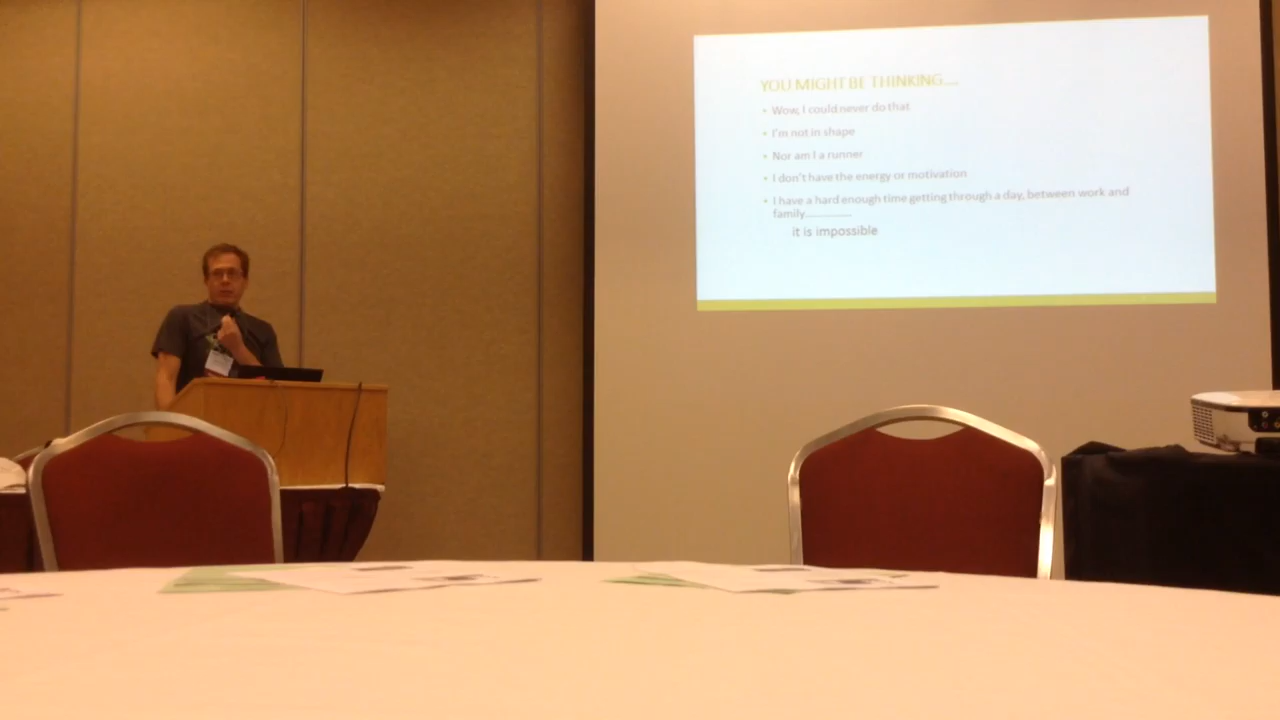 YOU MIGHT BE THINKING....
• Wow, I could never do that
• I'm not in shape
• Nor am I a runner
• I don't have the energy or motivation
• I have a hard enough time getting through a day, between work and
family...............
it is impossible